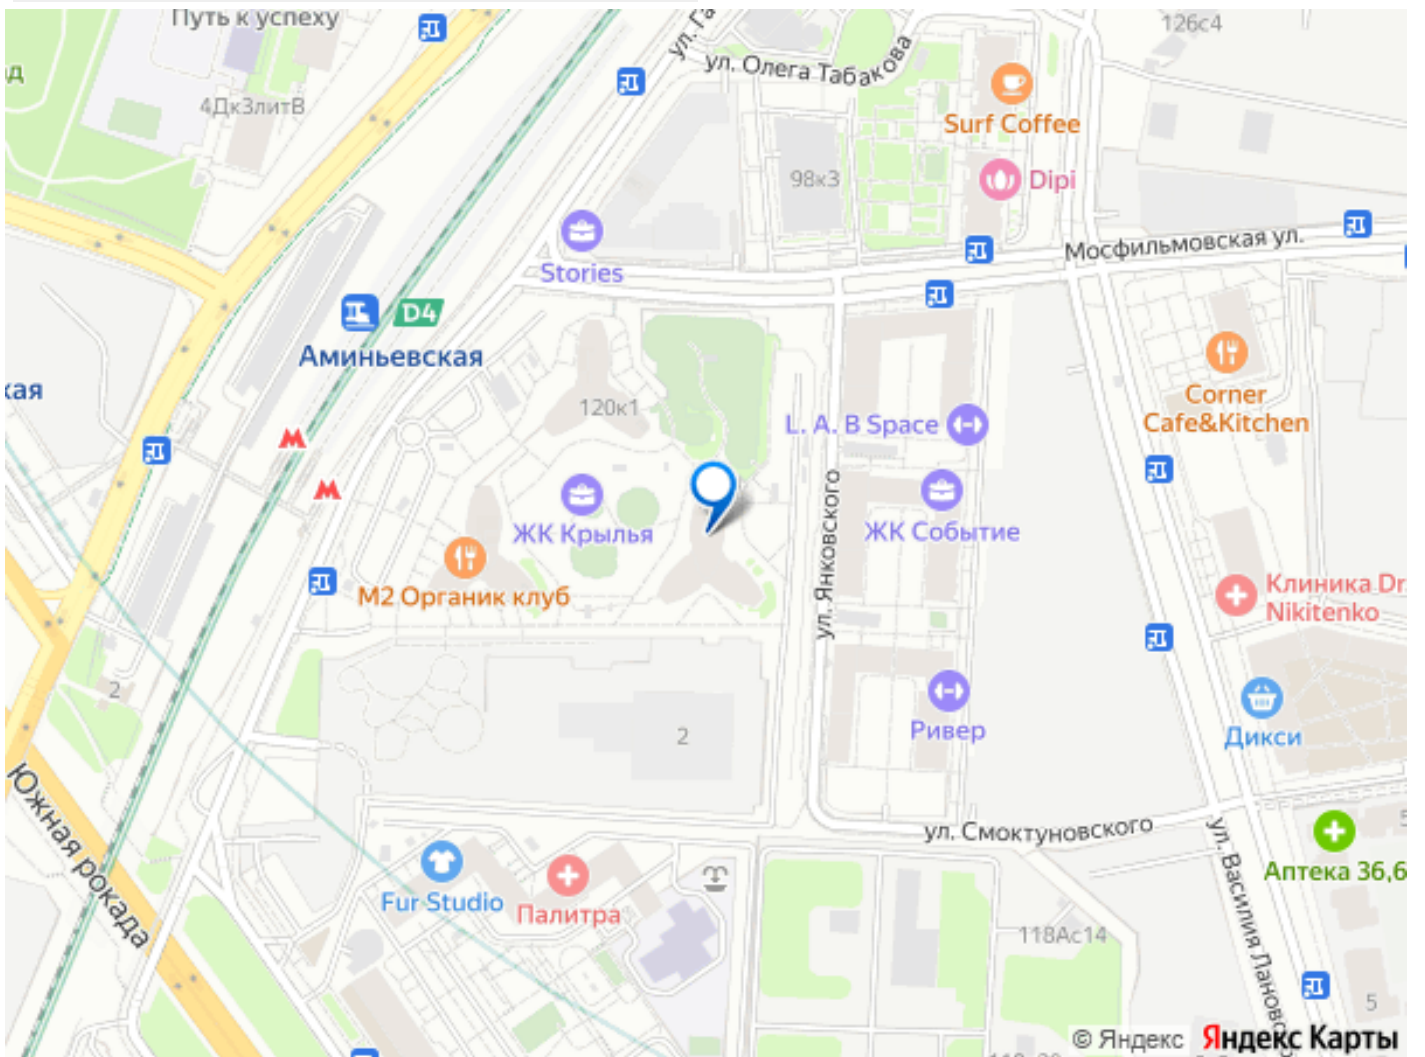 Путь к успеху
126с4
ул. Олега Табакова
4Дк3литВ
Surf Coffee
98к3
Dipi
Мосфильмовская ул.
Stories
D4
Аминьевская
Corner
Cafe&Kitchen
120к1
L. A. B Space
М
М
ЖК Крылья
ЖК Событие
ул. Янковского
М2 Органик клуб
Клиника Dr.
Nikitenko
2
2
Ривер
Дикси
Южная рокада
ул. Смоктуновского
Аптека 36,6
Fur Studio
Палитра
118Ас14
5
© Яндекс Яндекс Карты